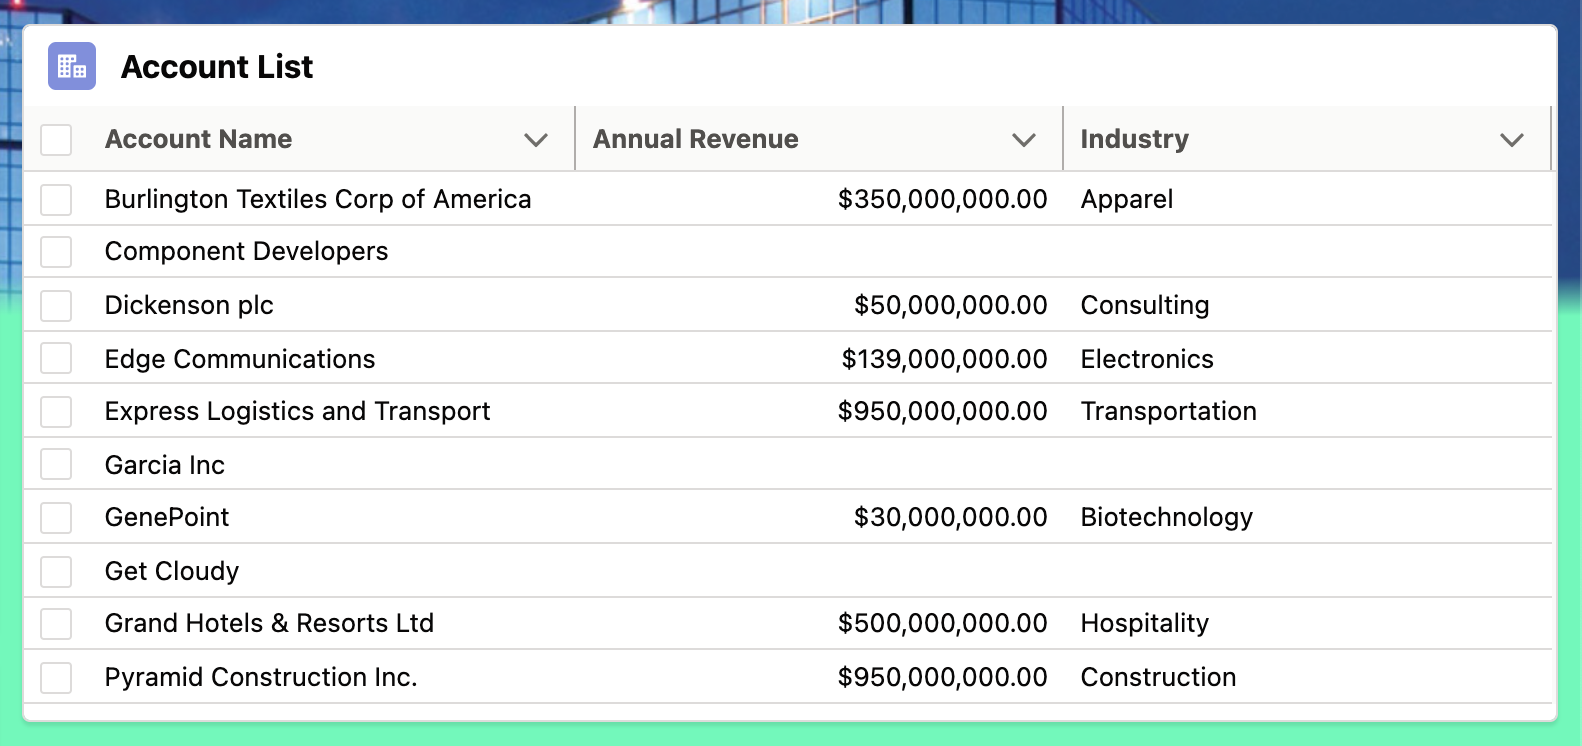 Account List
Account Name Annual Revenue Industry
Burlington Textiles Corp of America $350,000,000.00 Apparel
Component Developers
Dickenson plc $50,000,000.00 Consulting
Edge Communications $139,000,000.00 Electronics
Express Logistics and Transport $950,000,000.00 Transportation
Garcia Inc
GenePoint $30,000,000.00 Biotechnology
Get Cloudy
Grand Hotels & Resorts Ltd $500,000,000.00 Hospitality
Pyramid Construction Inc. $950,000,000.00 Construction